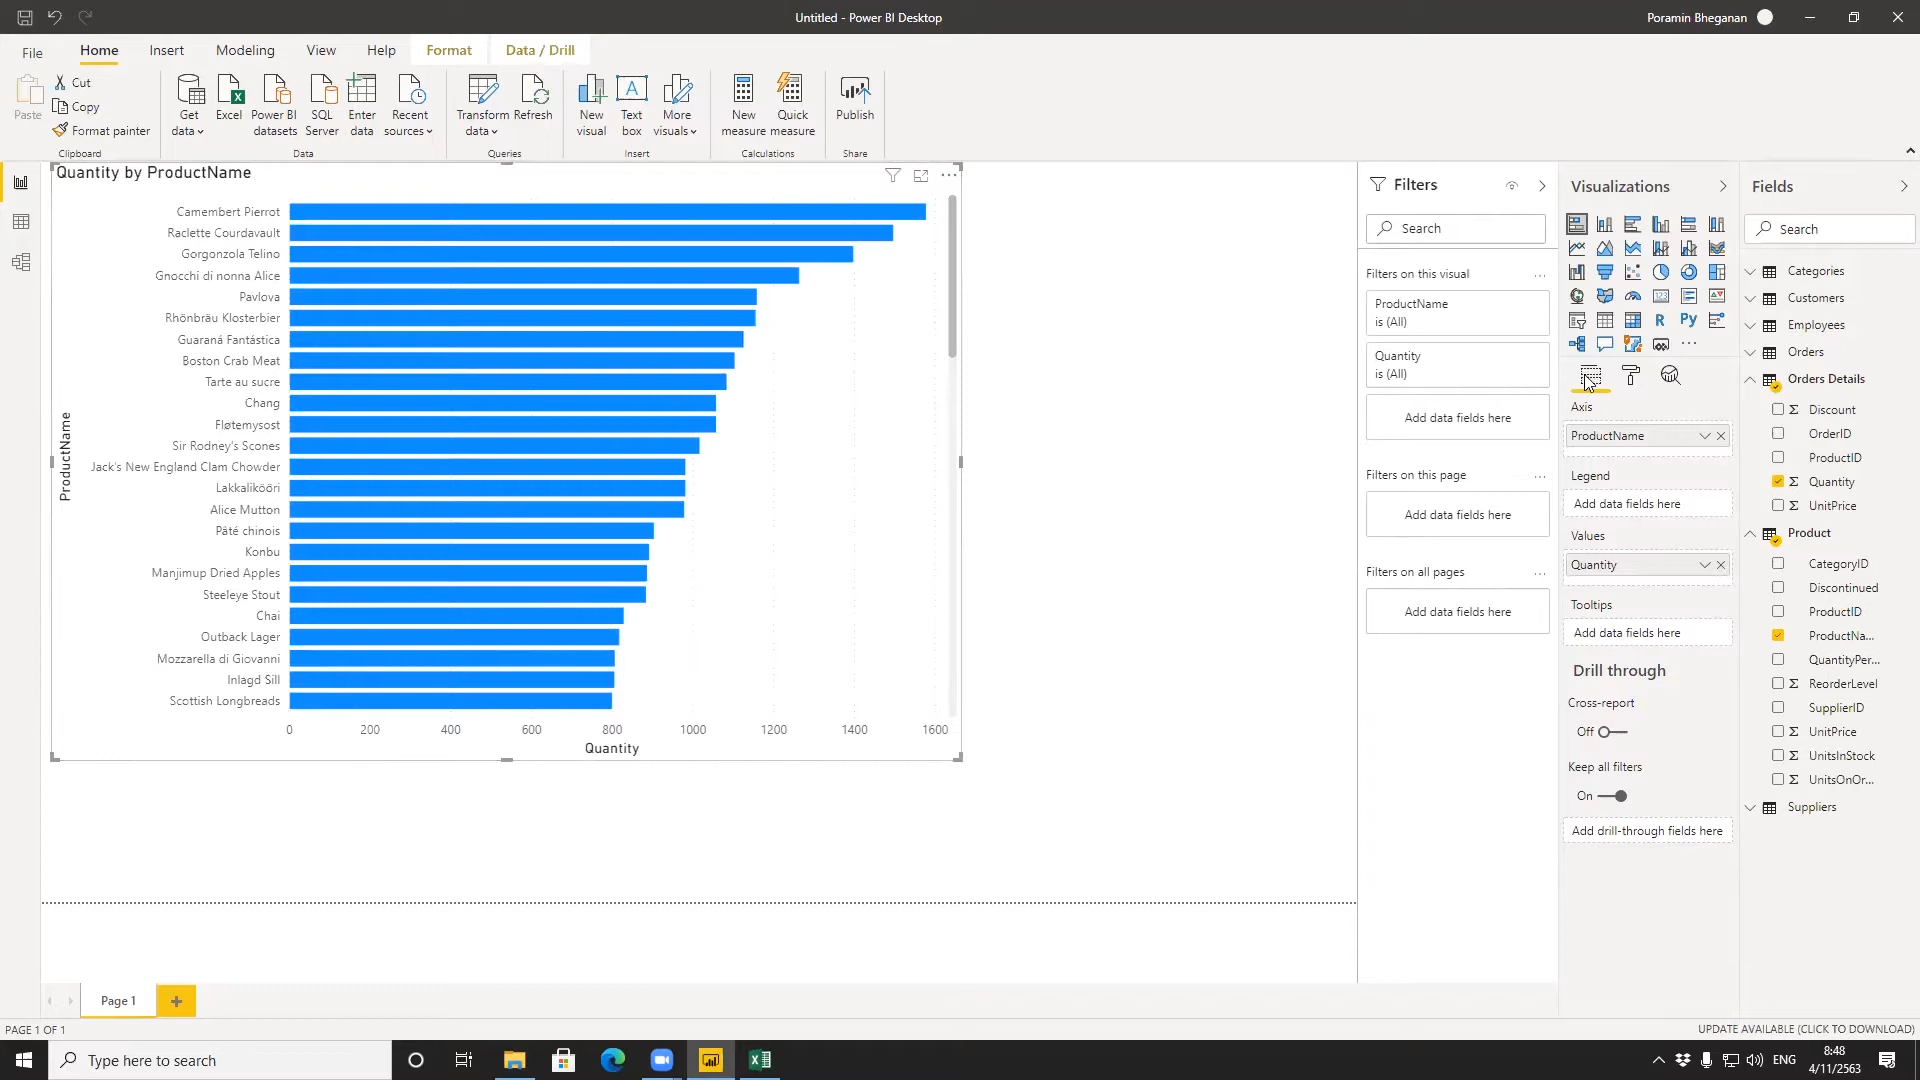 Untitled - Power BI Desktop
Poramin Bheganan
File
Home
Insert
Modeling
View
Help
Format
Data / Drill
Paste
Cut
Copy
Format painter
Clipboard
Get data
Excel
Power BI datasets
SQL Server
Enter data
Recent sources
Data
Transform data
Refresh
Queries
New visual
Text box
More visuals
Insert
New measure
Quick measure
Calculations
Publish
Share
Quantity by ProductName
ProductName
Camembert Pierrot
Raclette Courdavault
Gorgonzola Telino
Gnocchi di nonna Alice
Pavlova
Rhönbräu Klosterbier
Guaraná Fantástica
Boston Crab Meat
Tarte au sucre
Chang
Fløtemysost
Sir Rodney's Scones
Jack's New England Clam Chowder
Lakkalikööri
Alice Mutton
Pâté chinois
Konbu
Manjimup Dried Apples
Steeleye Stout
Chai
Outback Lager
Mozzarella di Giovanni
Inlagd Sill
Scottish Longbreads
0 200 400 600 800 1000 1200 1400 1600
Quantity
Filters
Search
Filters on this visual
ProductName
is (All)
Quantity
is (All)
Add data fields here
Filters on this page
Add data fields here
Filters on all pages
Add data fields here
Visualizations
123
R
Py
Axis
ProductName
Legend
Add data fields here
Values
Quantity
Tooltips
Add data fields here
Drill through
Cross-report
Off
Keep all filters
On
Add drill-through fields here
Fields
Search
Categories
Customers
Employees
Orders
Orders Details
Σ Discount
OrderID
ProductID
Σ Quantity
Σ UnitPrice
Product
CategoryID
Discontinued
ProductID
ProductNa...
QuantityPer...
Σ ReorderLevel
SupplierID
Σ UnitPrice
Σ UnitsInStock
Σ UnitsOnOr...
Suppliers
Page 1
PAGE 1 OF 1
UPDATE AVAILABLE (CLICK TO DOWNLOAD)
Type here to search
ENG
8:48
4/11/2563